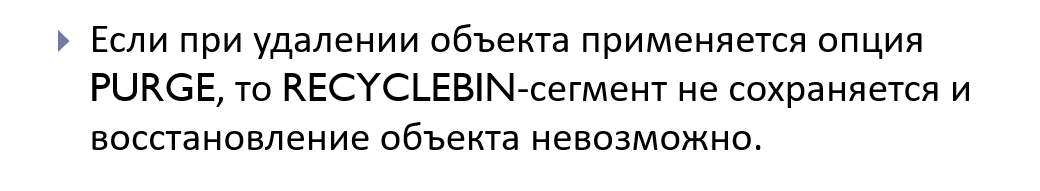 Если при удалении объекта применяется опция
PURGE, то RECYCLEBIN-сегмент не сохраняется и
восстановление объекта невозможно.